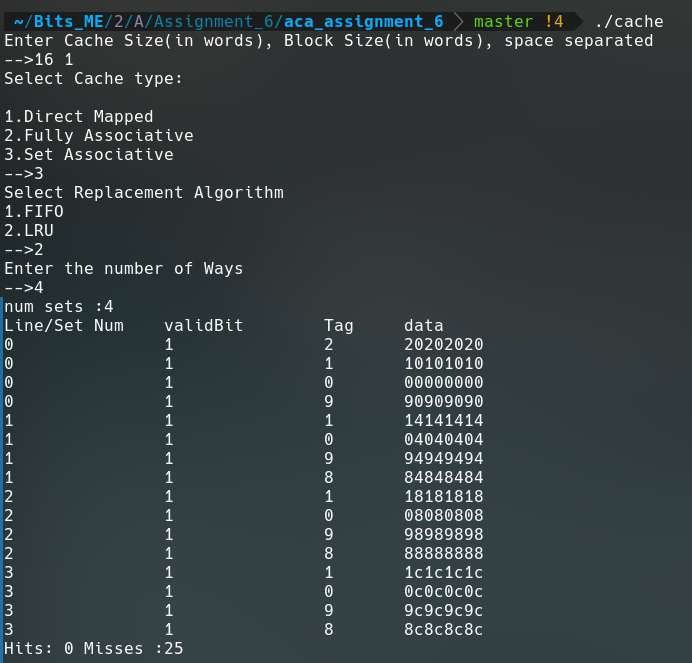 ~/Bits_ME/2/A/Assignment_6/aca_assignment_6 master !4 ./cache
Enter Cache Size(in words), Block Size(in words), space separated
-->16 1
Select Cache type:
1.Direct Mapped
2.Fully Associative
3.Set Associative
-->3
Select Replacement Algorithm
1.FIFO
2.LRU
-->2
Enter the number of Ways
-->4
num sets :4
Line/Set Num validBit Tag data
0 1 2 20202020
0 1 1 10101010
0 1 0 00000000
0 1 9 90909090
1 1 1 14141414
1 1 0 04040404
1 1 9 94949494
1 1 8 84848484
2 1 1 18181818
2 1 0 08080808
2 1 9 98989898
2 1 8 88888888
3 1 1 1c1c1c1c
3 1 0 0c0c0c0c
3 1 9 9c9c9c9c
3 1 8 8c8c8c8c
Hits: 0 Misses :25